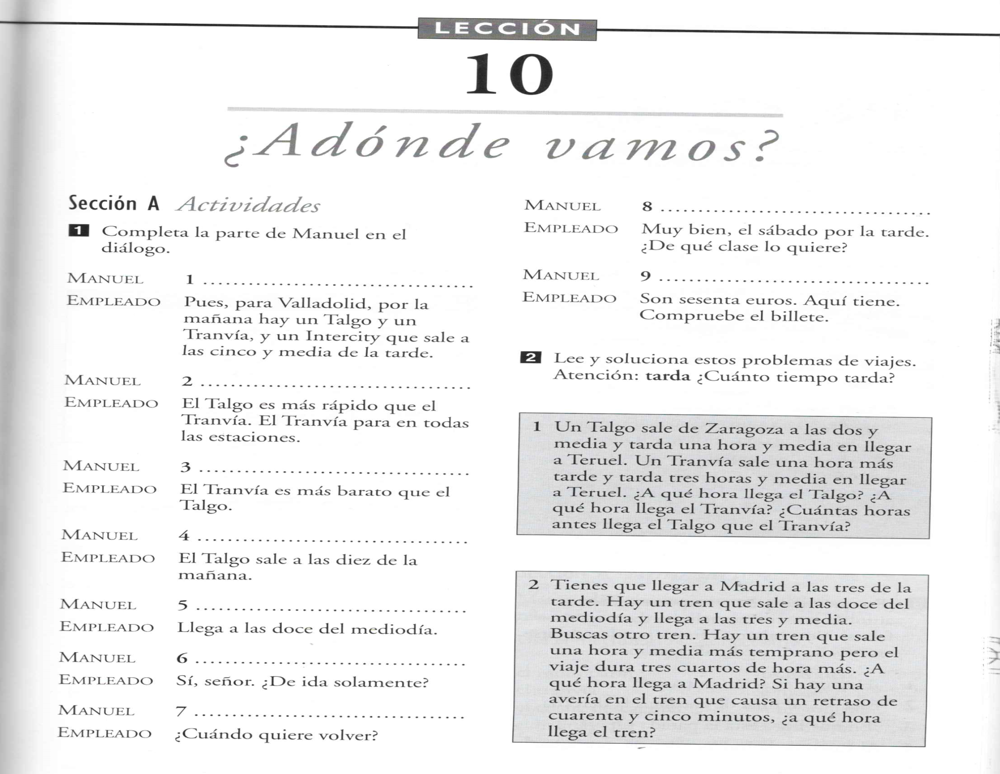 LECCIÓN
10
¿Adónde vamos?
Sección A Actividades
1 Completa la parte de Manuel en el
diálogo.
MANUEL 1 ....................................
EMPLEADO Pues, para Valladolid, por la
mañana hay un Talgo y un
Tranvía, y un Intercity que sale a
las cinco y media de la tarde.
MANUEL 2 ....................................
EMPLEADO El Talgo es más rápido que el
Tranvía. El Tranvía para en todas
las estaciones.
MANUEL 3 ....................................
EMPLEADO El Tranvía es más barato que el
Talgo.
MANUEL 4 ....................................
EMPLEADO El Talgo sale a las diez de la
mañana.
MANUEL 5 ....................................
EMPLEADO Llega a las doce del mediodía.
MANUEL 6 ....................................
EMPLEADO Sí, señor. ¿De ida solamente?
MANUEL 7 ....................................
EMPLEADO ¿Cuándo quiere volver?
MANUEL 8 ....................................
EMPLEADO Muy bien, el sábado por la tarde.
¿De qué clase lo quiere?
MANUEL 9 ....................................
EMPLEADO Son sesenta euros. Aquí tiene.
Compruebe el billete.
2 Lee y soluciona estos problemas de viajes.
Atención: tarda ¿Cuánto tiempo tarda?
1 Un Talgo sale de Zaragoza a las dos y
media y tarda una hora y media en llegar
a Teruel. Un Tranvía sale una hora más
tarde y tarda tres horas y media en llegar
a Teruel. ¿A qué hora llega el Talgo? ¿A
qué hora llega el Tranvía? ¿Cuántas horas
antes llega el Talgo que el Tranvía?
2 Tienes que llegar a Madrid a las tres de la
tarde. Hay un tren que sale a las doce del
mediodía y llega a las tres y media.
Buscas otro tren. Hay un tren que sale
una hora y media más temprano pero el
viaje dura tres cuartos de hora más. ¿A
qué hora llega a Madrid? Si hay una
avería en el tren que causa un retraso de
cuarenta y cinco minutos, ¿a qué hora
llega el tren?